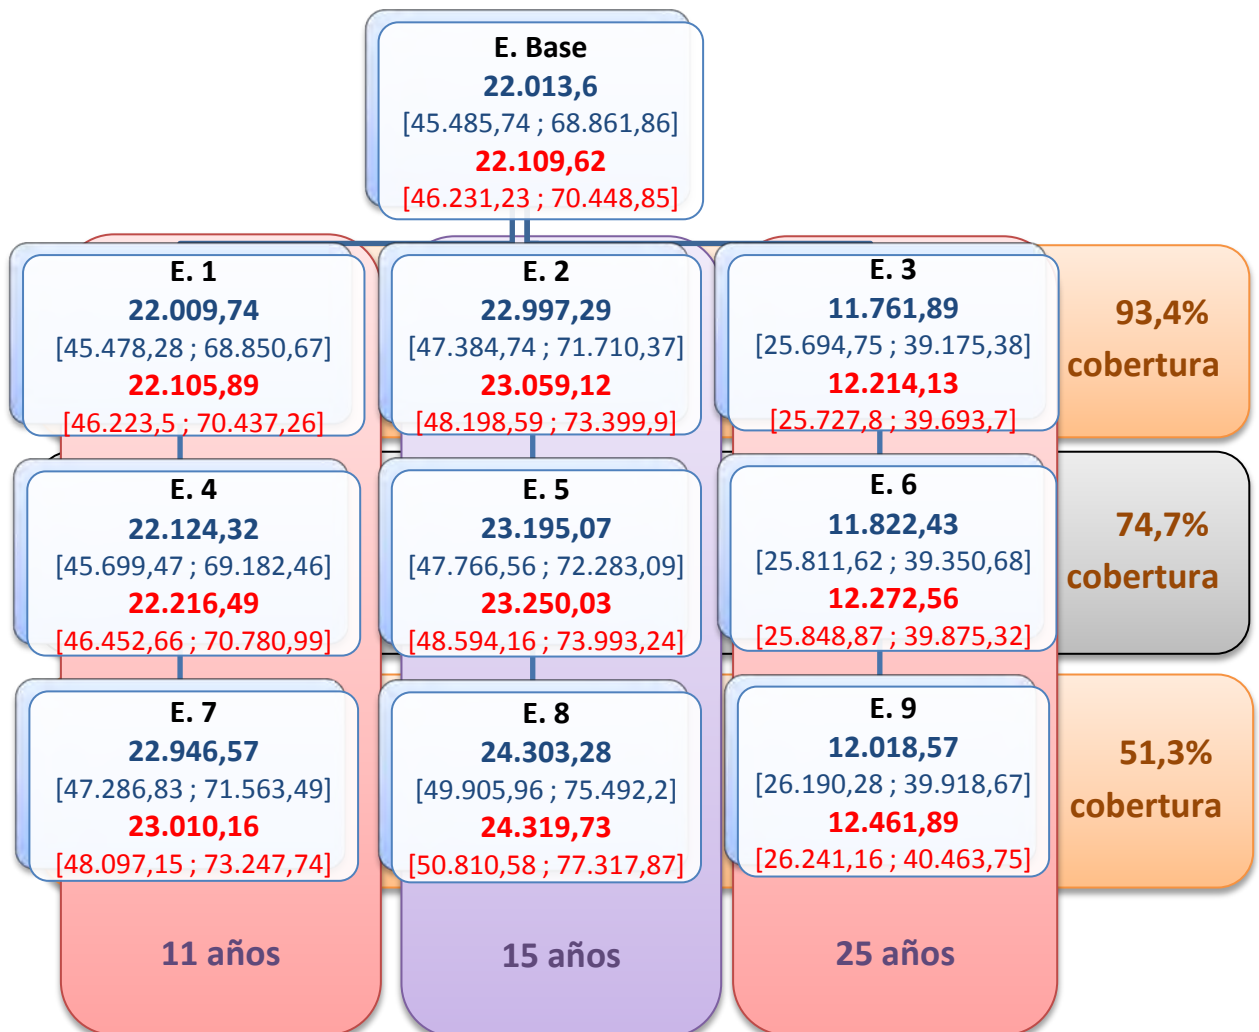 E. Base
22.013,6
[45.485,74 ; 68.861,86]
22.109,62
[46.231,23 ; 70.448,85]
E. 1
22.009,74
[45.478,28 ; 68.850,67]
22.105,89
[46.223,5 ; 70.437,26]
E. 2
22.997,29
[47.384,74 ; 71.710,37]
23.059,12
[48.198,59 ; 73.399,9]
E. 3
11.761,89
[25.694,75 ; 39.175,38]
12.214,13
[25.727,8 ; 39.693,7]
93,4%
cobertura
E. 4
22.124,32
[45.699,47 ; 69.182,46]
22.216,49
[46.452,66 ; 70.780,99]
E. 5
23.195,07
[47.766,56 ; 72.283,09]
23.250,03
[48.594,16 ; 73.993,24]
E. 6
11.822,43
[25.811,62 ; 39.350,68]
12.272,56
[25.848,87 ; 39.875,32]
74,7%
cobertura
E. 7
22.946,57
[47.286,83 ; 71.563,49]
23.010,16
[48.097,15 ; 73.247,74]
E. 8
24.303,28
[49.905,96 ; 75.492,2]
24.319,73
[50.810,58 ; 77.317,87]
E. 9
12.018,57
[26.190,28 ; 39.918,67]
12.461,89
[26.241,16 ; 40.463,75]
51,3%
cobertura
11 años
15 años
25 años